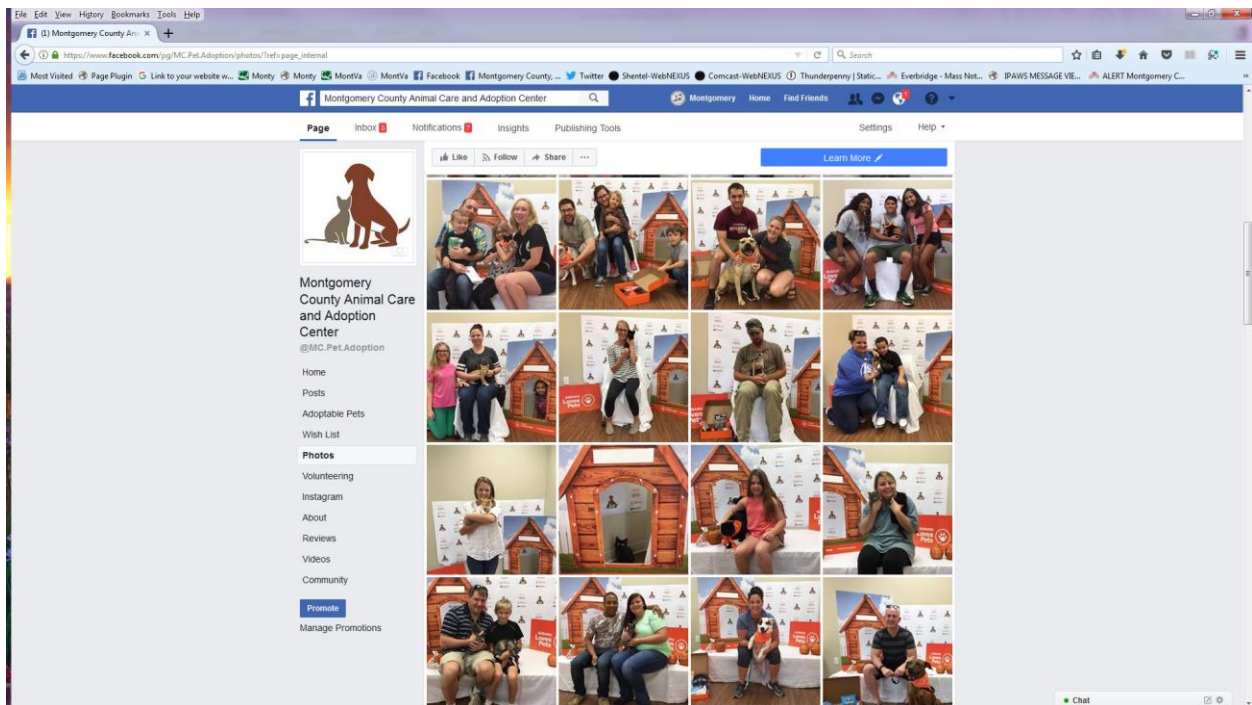 File Edit View History Bookmarks Tools Help
(1) Montgomery County Ani
https://www.facebook.com/pg/MC.Pet.Adoption/photos/?ref=page_internal
Search
Most Visited Page Plugin Link to your website w... Monty Monty MontVa MontVa Facebook Montgomery County, ... Twitter Shentel-WebNEXUS Comcast-WebNEXUS Thunderpenny | Static... Everbridge - Mass Not... IPAWS MESSAGE VIE... ALERT Montgomery C...
Montgomery County Animal Care and Adoption Center
Montgomery Home Find Friends
Page Inbox Notifications Insights Publishing Tools Settings Help
Like Follow Share ...
Learn More
Montgomery
County Animal Care
and Adoption
Center
@MC.Pet.Adoption
Home
Posts
Adoptable Pets
Wish List
Photos
Volunteering
Instagram
About
Reviews
Videos
Community
Promote
Manage Promotions
Loves
Pets
Loves
Pets
Chat